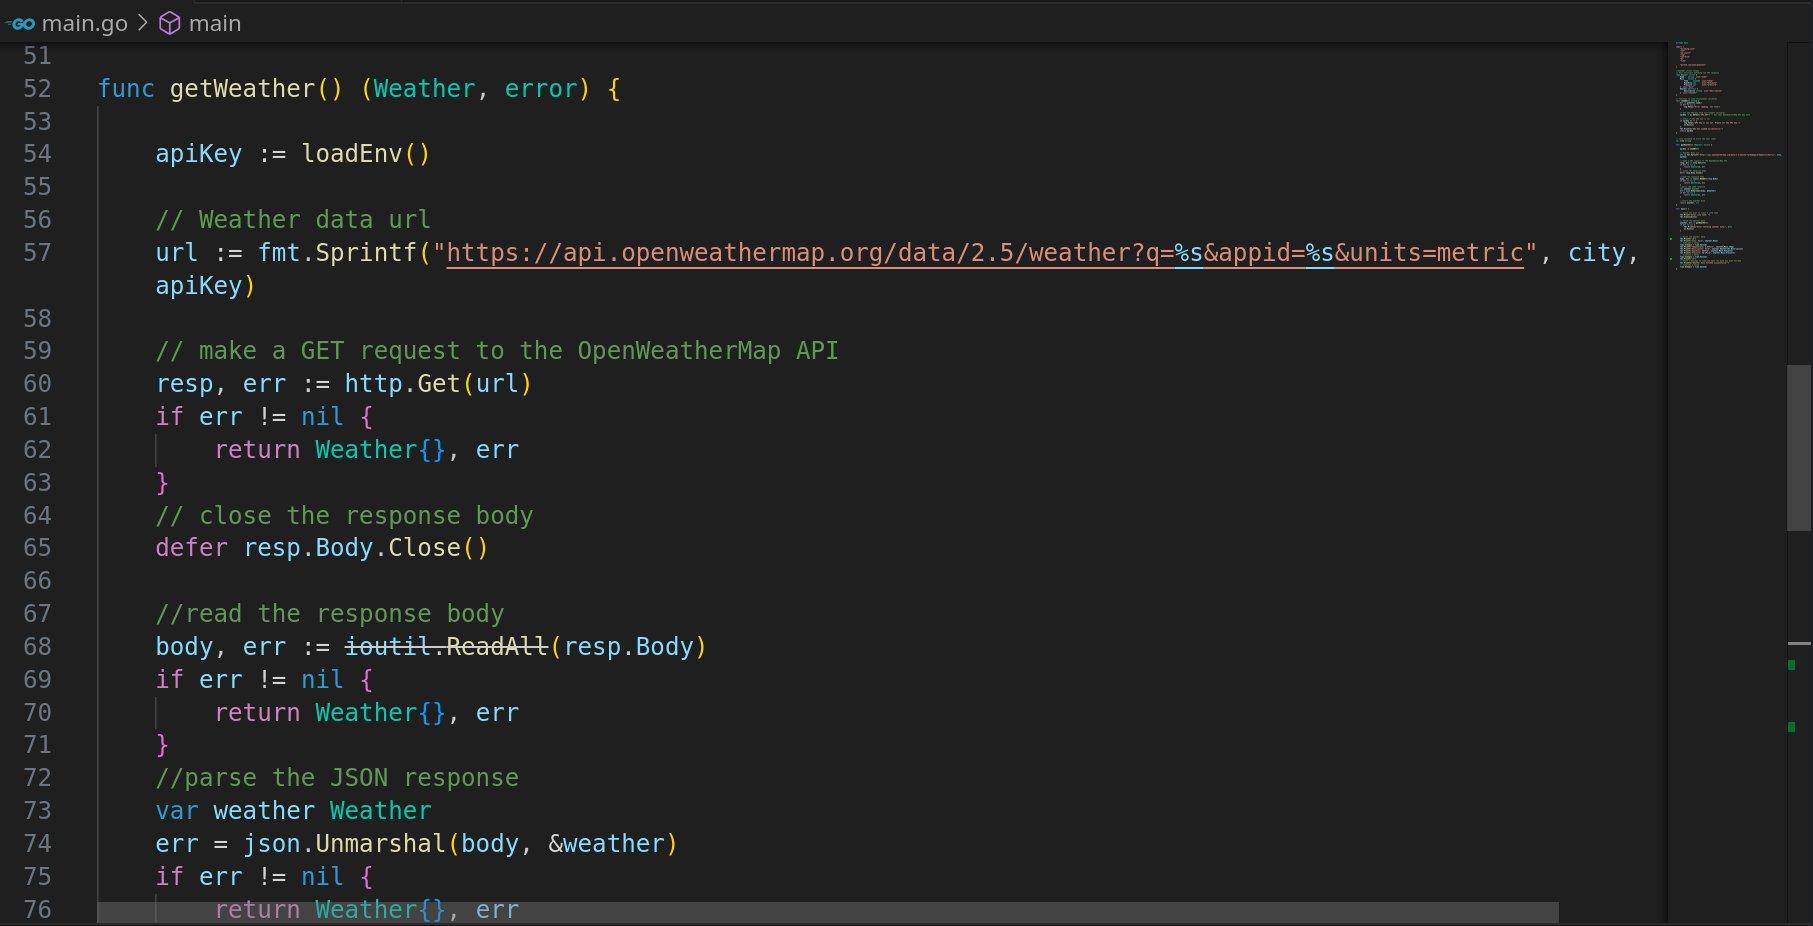 GO main.go > main
51
52 func getWeather() (Weather, error) {
53
54 apiKey := loadEnv()
55
56 // Weather data url
57 url := fmt.Sprintf("https://api.openweathermap.org/data/2.5/weather?q=%s&appid=%s&units=metric", city,
apiKey)
58
59 // make a GET request to the OpenWeatherMap API
60 resp, err := http.Get(url)
61 if err != nil {
62 return Weather{}, err
63 }
64 // close the response body
65 defer resp.Body.Close()
66
67 //read the response body
68 body, err := ioutil.ReadAll(resp.Body)
69 if err != nil {
70 return Weather{}, err
71 }
72 //parse the JSON response
73 var weather Weather
74 err = json.Unmarshal(body, &weather)
75 if err != nil {
76 return Weather{}, err